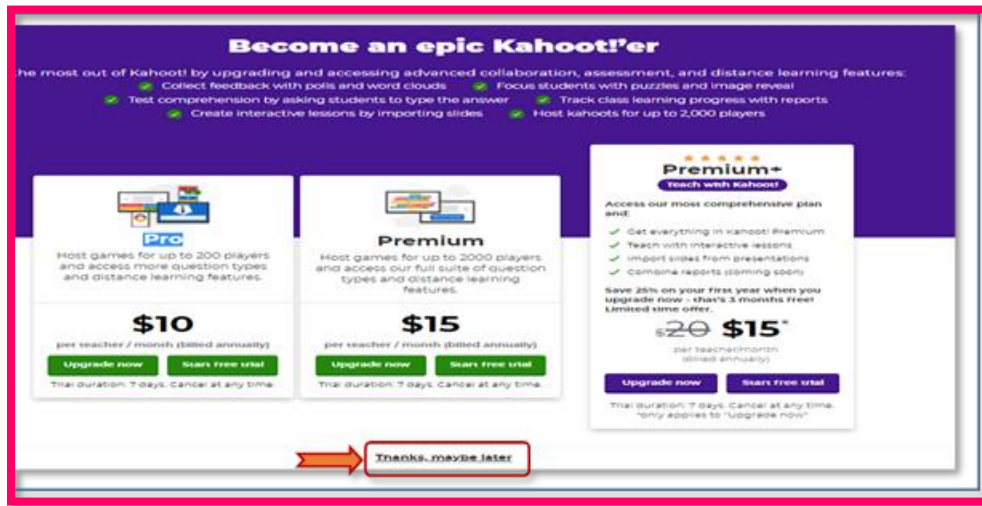 Become an epic Kahoot!'er
he most out of Kahoot! by upgrading and accessing advanced collaboration, assessment, and distance learning features:
Collect feedback with polls and word clouds Focus students with puzzles and image reveal
Test comprehension by asking students to type the answer Track class learning progress with reports
Create interactive lessons by importing slides Host kahoots for up to 2,000 players
Pro
Host games for up to 200 players
and access more question types
and distance learning features.
$10
per teacher / month (billed annually)
Upgrade now Start free trial
Trial duration: 7 days. Cancel at any time.
Premium
Host games for up to 2000 players
and access our full suite of question
types and distance learning
features.
$15
per teacher / month (billed annually)
Upgrade now Start free trial
Trial duration: 7 days. Cancel at any time.
Premium+
Teach with Kahoot!
Access our most comprehensive plan
and:
Get everything in Kahoot! Premium
Teach with interactive lessons
Import slides from presentations
Combine reports (coming soon)
Save 25% on your first year when you
upgrade now - that's 3 months free!
Limited time offer.
$20 $15*
per teacher/month
(billed annually)
Upgrade now Start free trial
Trial duration: 7 days. Cancel at any time.
*only applies to "Upgrade now"
Thanks, maybe later